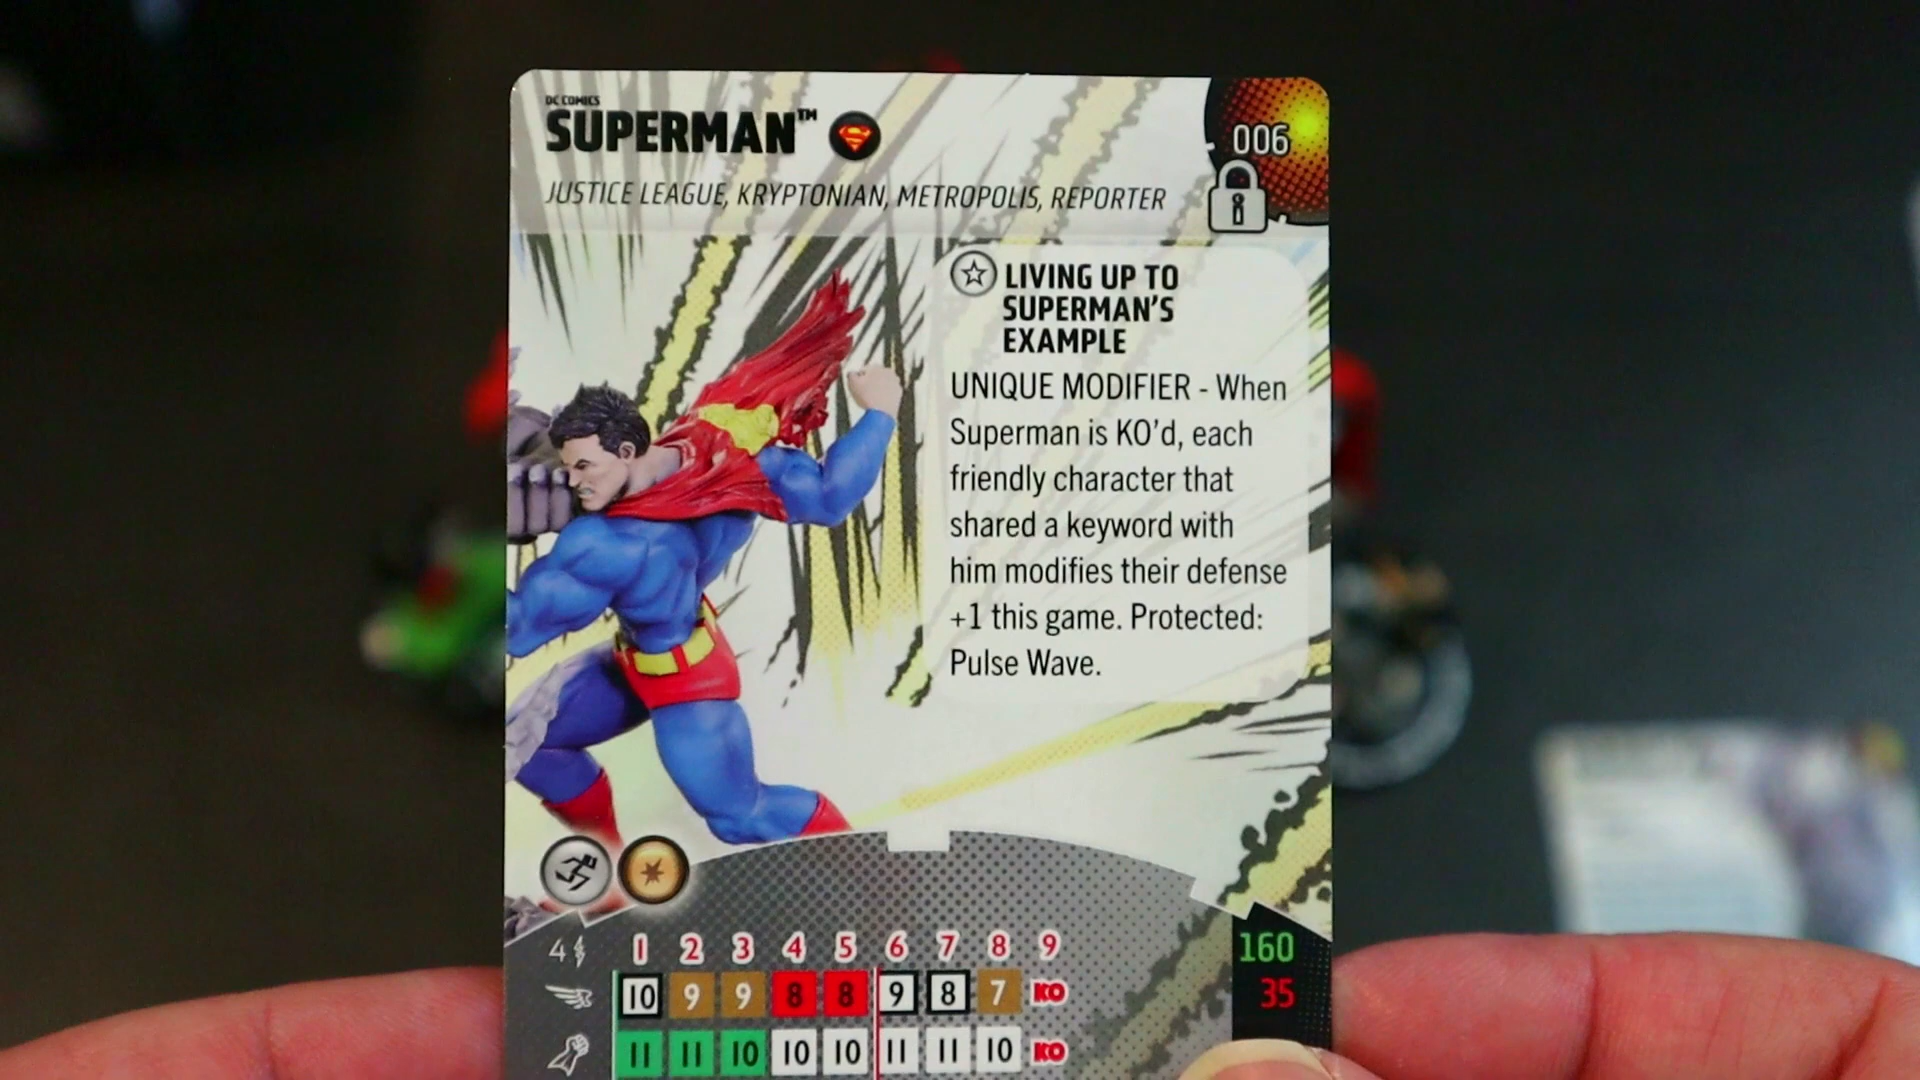 DC COMICS
SUPERMAN™
006
JUSTICE LEAGUE, KRYPTONIAN, METROPOLIS, REPORTER
LIVING UP TO
SUPERMAN'S
EXAMPLE
UNIQUE MODIFIER - When
Superman is KO'd, each
friendly character that
shared a keyword with
him modifies their defense
+1 this game. Protected:
Pulse Wave.
4 1 2 3 4 5 6 7 8 9
160
10 9 9 8 8 9 8 7 KO
35
11 11 10 10 10 11 11 10 KO